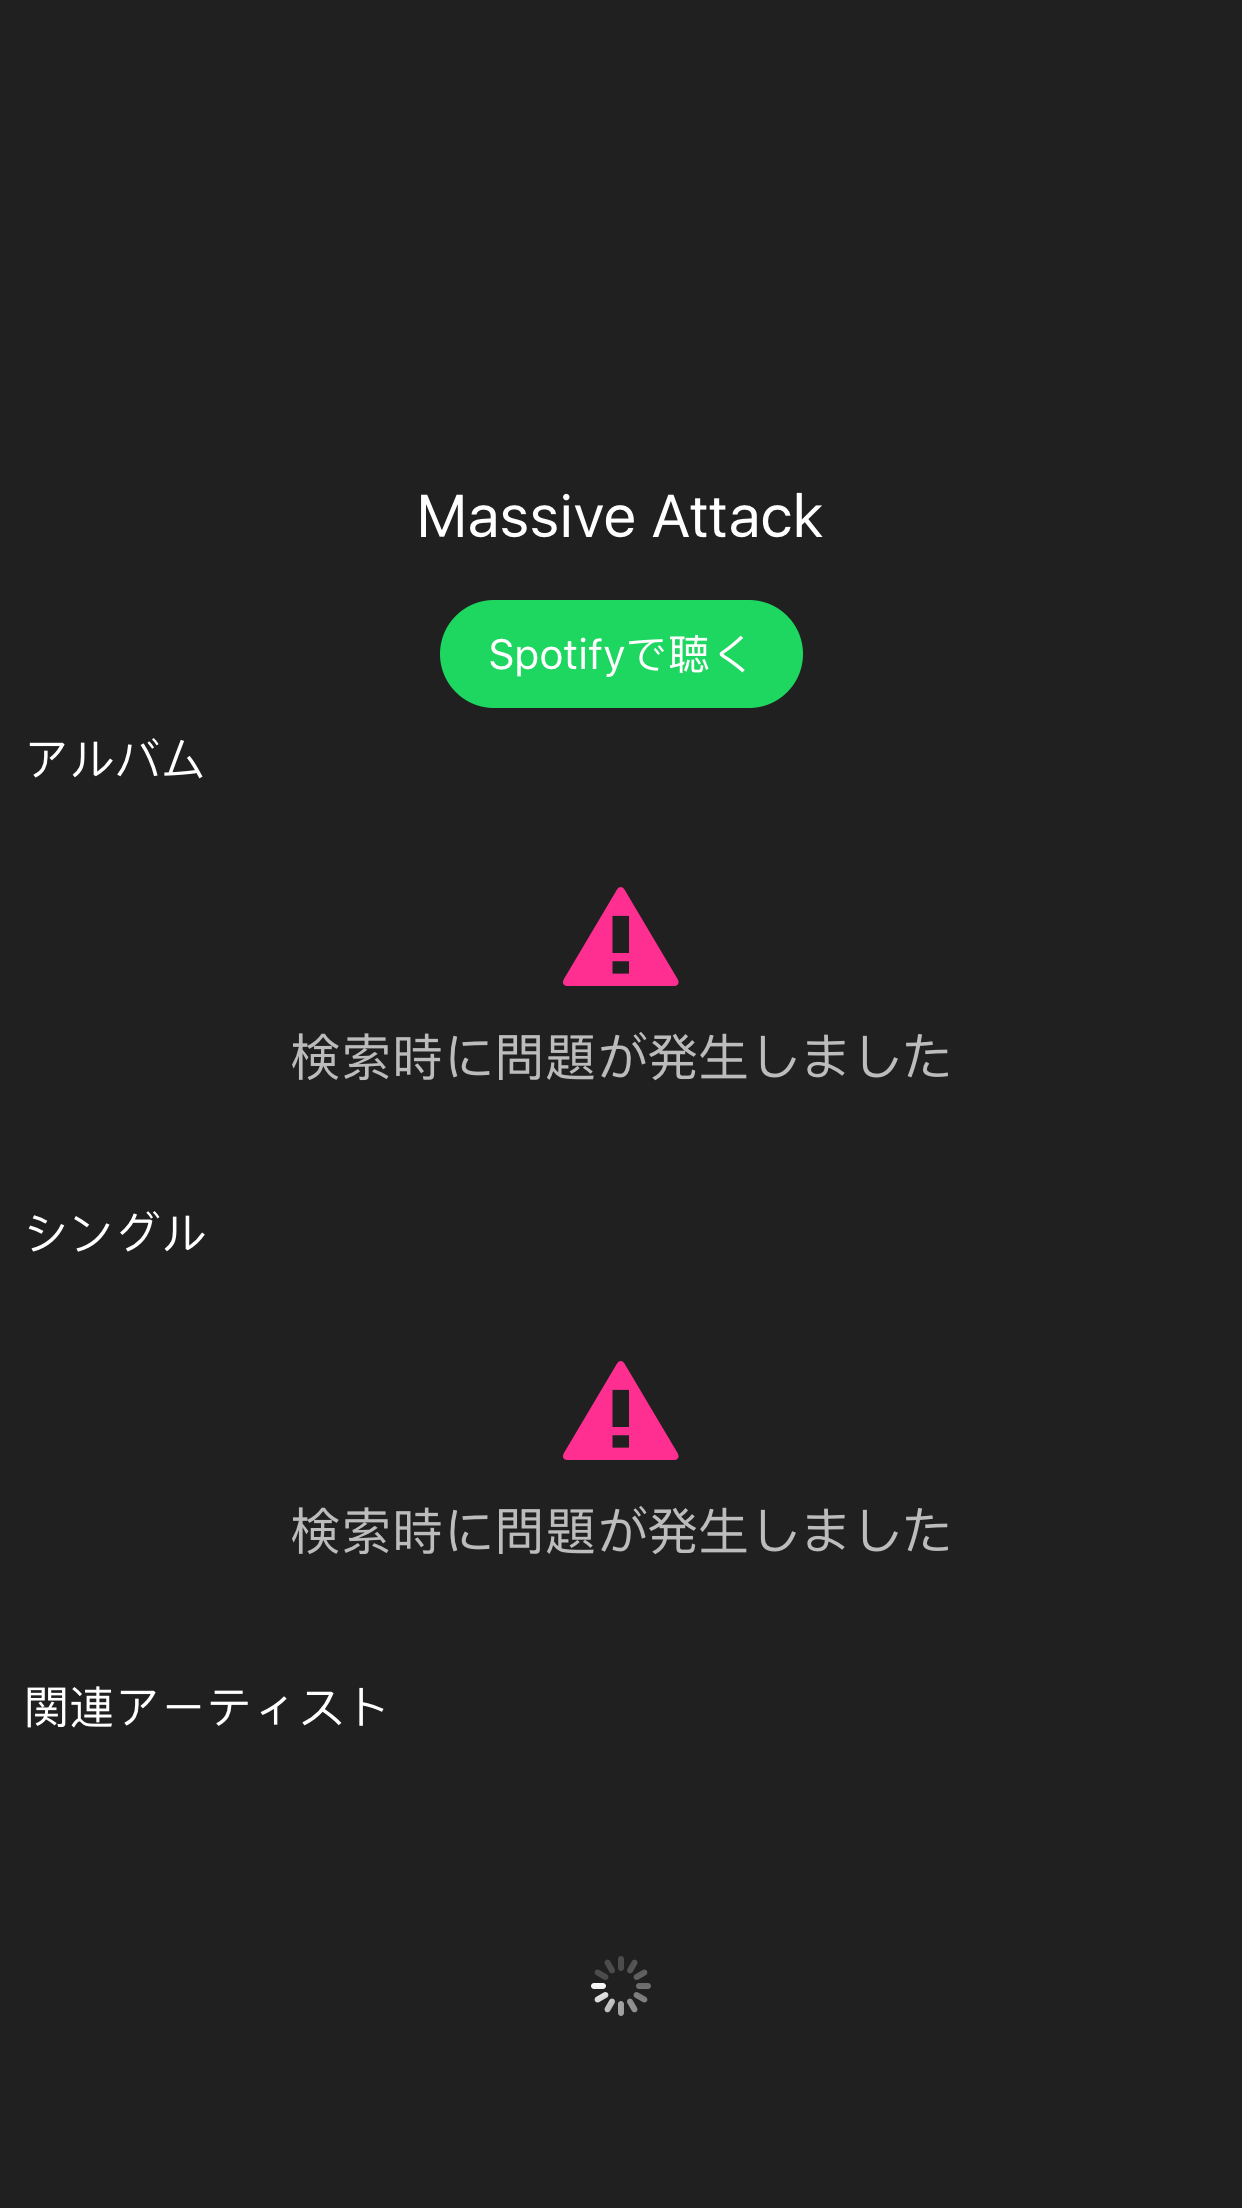 Massive Attack
Spotifyで聴く
アルバム
検索時に問題が発生しました
シングル
検索時に問題が発生しました
関連アーティスト